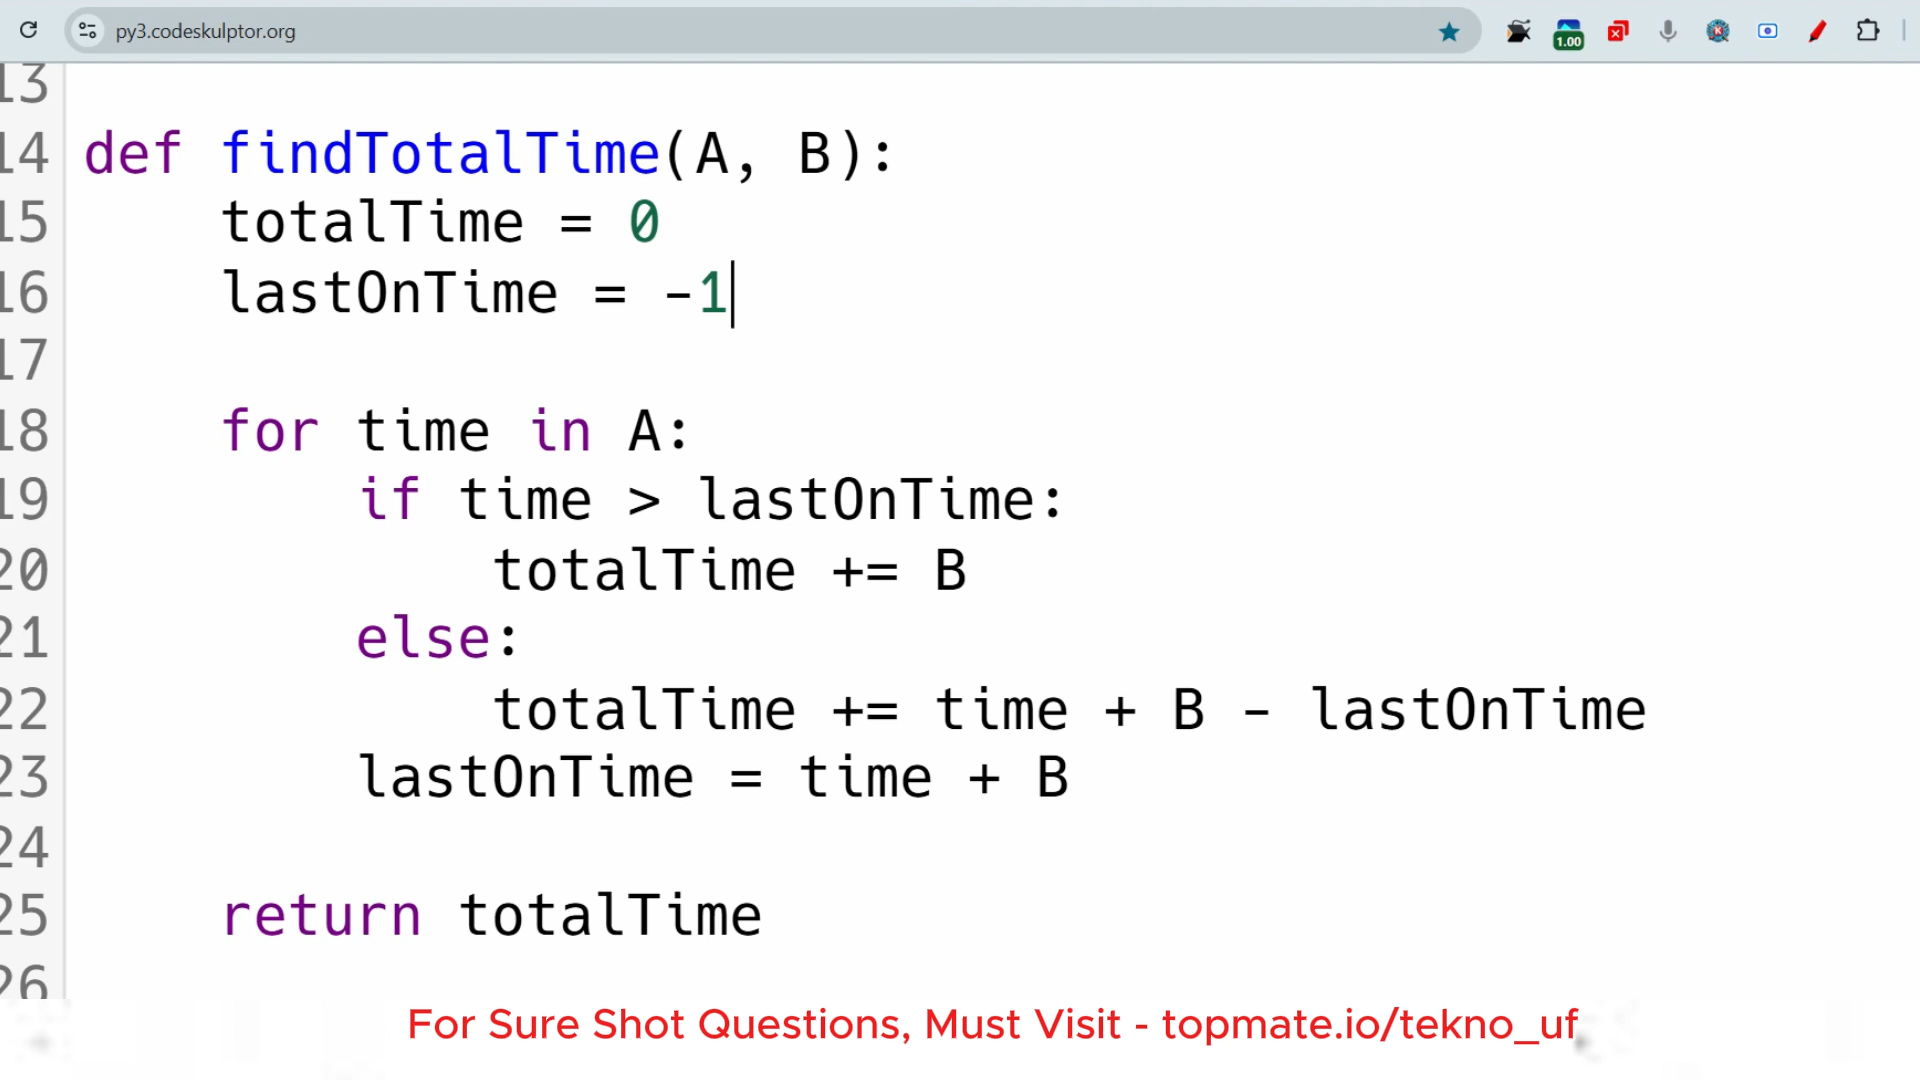 py3.codeskulptor.org
1.00
13
14 def findTotalTime(A, B):
15 totalTime = 0
16 lastOnTime = -1
17
18 for time in A:
19 if time > lastOnTime:
20 totalTime += B
21 else:
22 totalTime += time + B - lastOnTime
23 lastOnTime = time + B
24
25 return totalTime
26
For Sure Shot Questions, Must Visit - topmate.io/tekno_uf